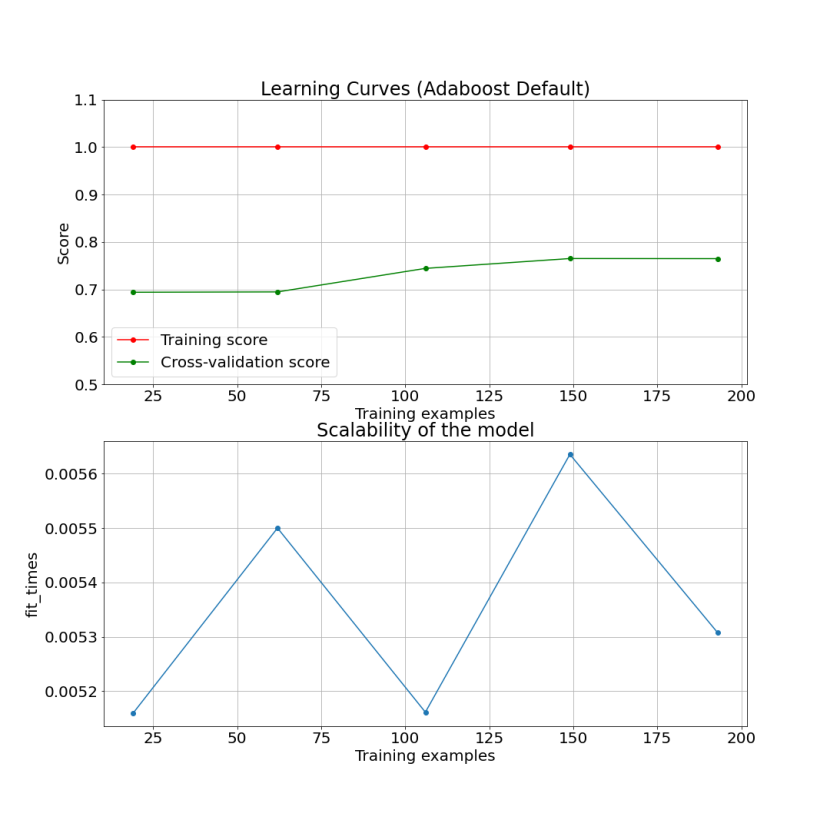 Learning Curves (Adaboost Default)
1.1
1.0
0.9
0.8
0.7
0.6
0.5
Score
Training score
Cross-validation score
25 50 75 100 125 150 175 200
Training examples
Scalability of the model
0.0056
0.0055
0.0054
0.0053
0.0052
fit_times
25 50 75 100 125 150 175 200
Training examples